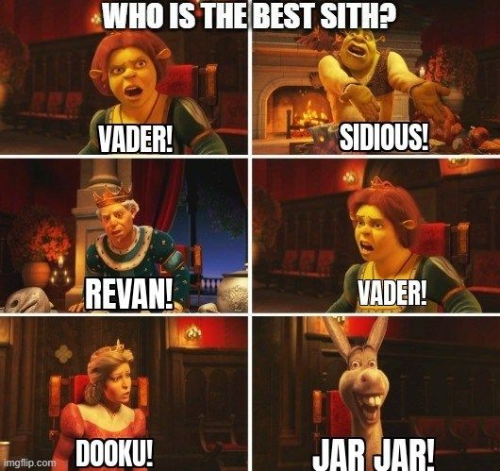 WHO IS THE BEST SITH?
VADER!
SIDIOUS!
REVAN!
VADER!
DOOKU!
JAR JAR!
imgflip.com